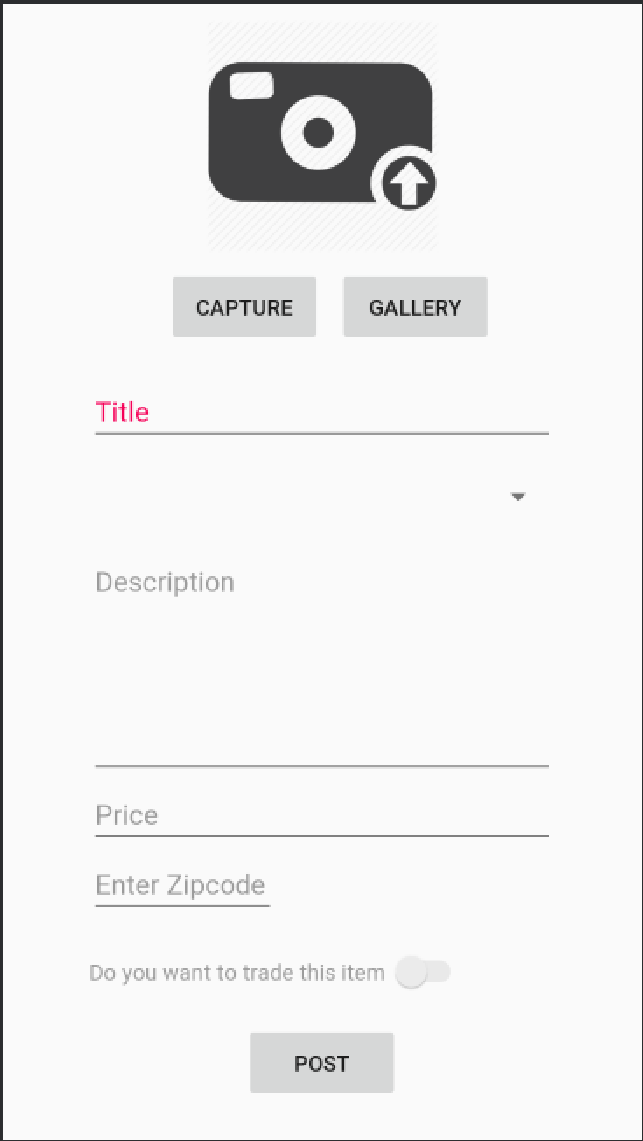 CAPTURE GALLERY
Title
Description
Price
Enter Zipcode
Do you want to trade this item
POST